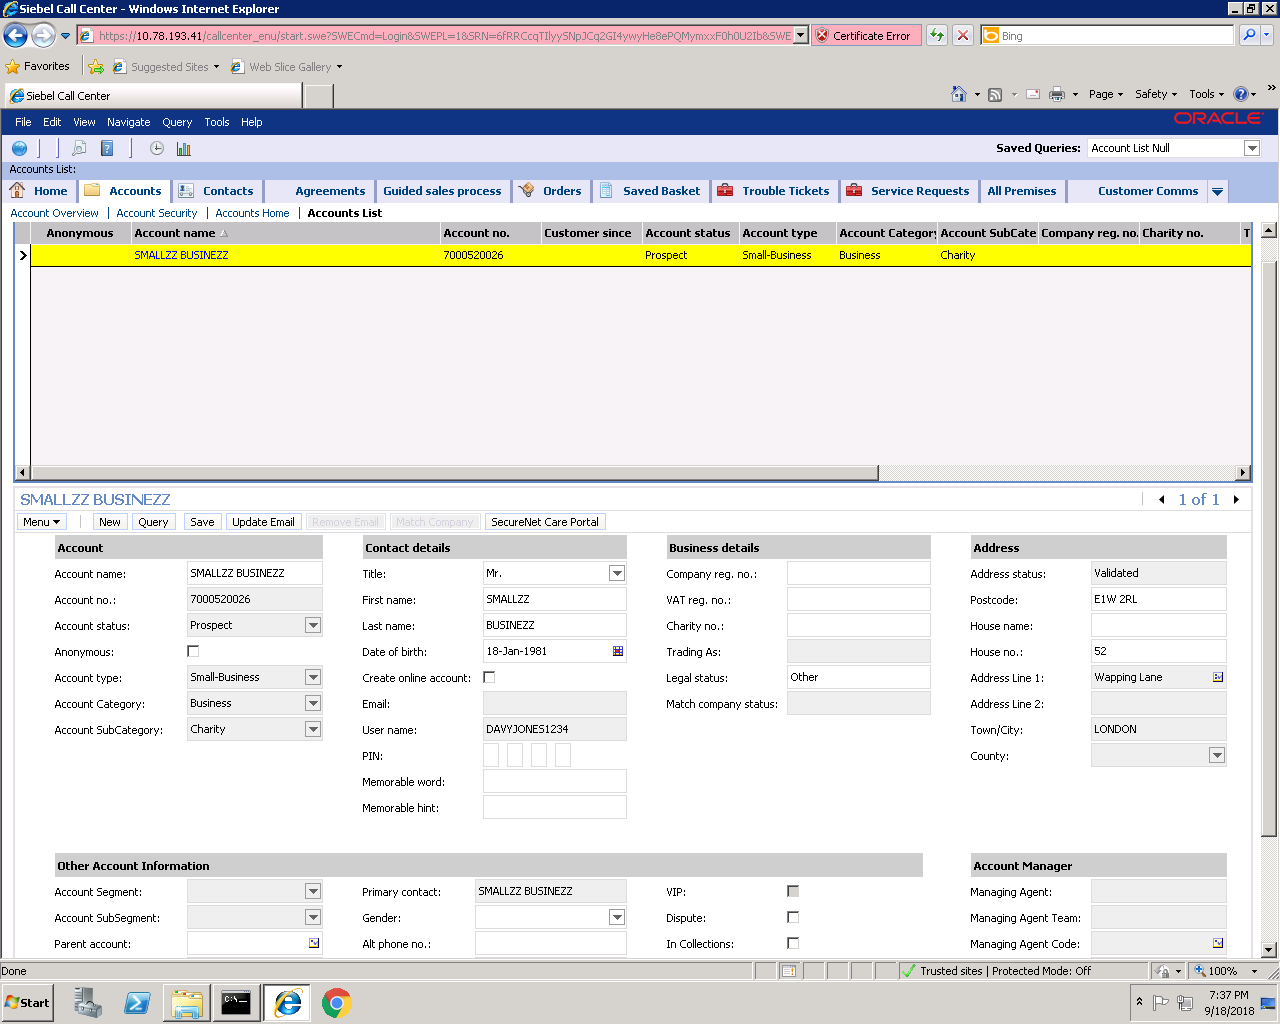 Siebel Call Center - Windows Internet Explorer
https://10.78.193.41/callcenter_enu/start.swe?SWECmd=Login&SWEPL=1&SRN=6fRRCcqTIlyySNpJCq2GI4ywyHe8ePQMymxxF0h0U2Ib&SWE
Certificate Error
Bing
Favorites
Suggested Sites
Web Slice Gallery
Siebel Call Center
Page
Safety
Tools
File Edit View Navigate Query Tools Help
ORACLE
Saved Queries: Account List Null
Accounts List:
Home Accounts Contacts Agreements Guided sales process Orders Saved Basket Trouble Tickets Service Requests All Premises Customer Comms
Account Overview | Account Security | Accounts Home | Accounts List
Anonymous Account name Account no. Customer since Account status Account type Account Category Account SubCate Company reg. no. Charity no. T
SMALLZZ BUSINEZZ 7000520026 Prospect Small-Business Business Charity
SMALLZZ BUSINEZZ
1 of 1
Menu New Query Save Update Email Remove Email Match Company SecureNet Care Portal
Account
Account name: SMALLZZ BUSINEZZ
Account no.: 7000520026
Account status: Prospect
Anonymous:
Account type: Small-Business
Account Category: Business
Account SubCategory: Charity
Contact details
Title: Mr.
First name: SMALLZZ
Last name: BUSINEZZ
Date of birth: 18-Jan-1981
Create online account:
Email:
User name: DAVYJONES1234
PIN:
Memorable word:
Memorable hint:
Business details
Company reg. no.:
VAT reg. no.:
Charity no.:
Trading As:
Legal status: Other
Match company status:
Address
Address status: Validated
Postcode: E1W 2RL
House name:
House no.: 52
Address Line 1: Wapping Lane
Address Line 2:
Town/City: LONDON
County:
Other Account Information
Account Segment:
Account SubSegment:
Parent account:
Primary contact: SMALLZZ BUSINEZZ
Gender:
Alt phone no.:
VIP:
Dispute:
In Collections:
Account Manager
Managing Agent:
Managing Agent Team:
Managing Agent Code:
Done
Trusted sites | Protected Mode: Off
100%
Start
7:37 PM
9/18/2018